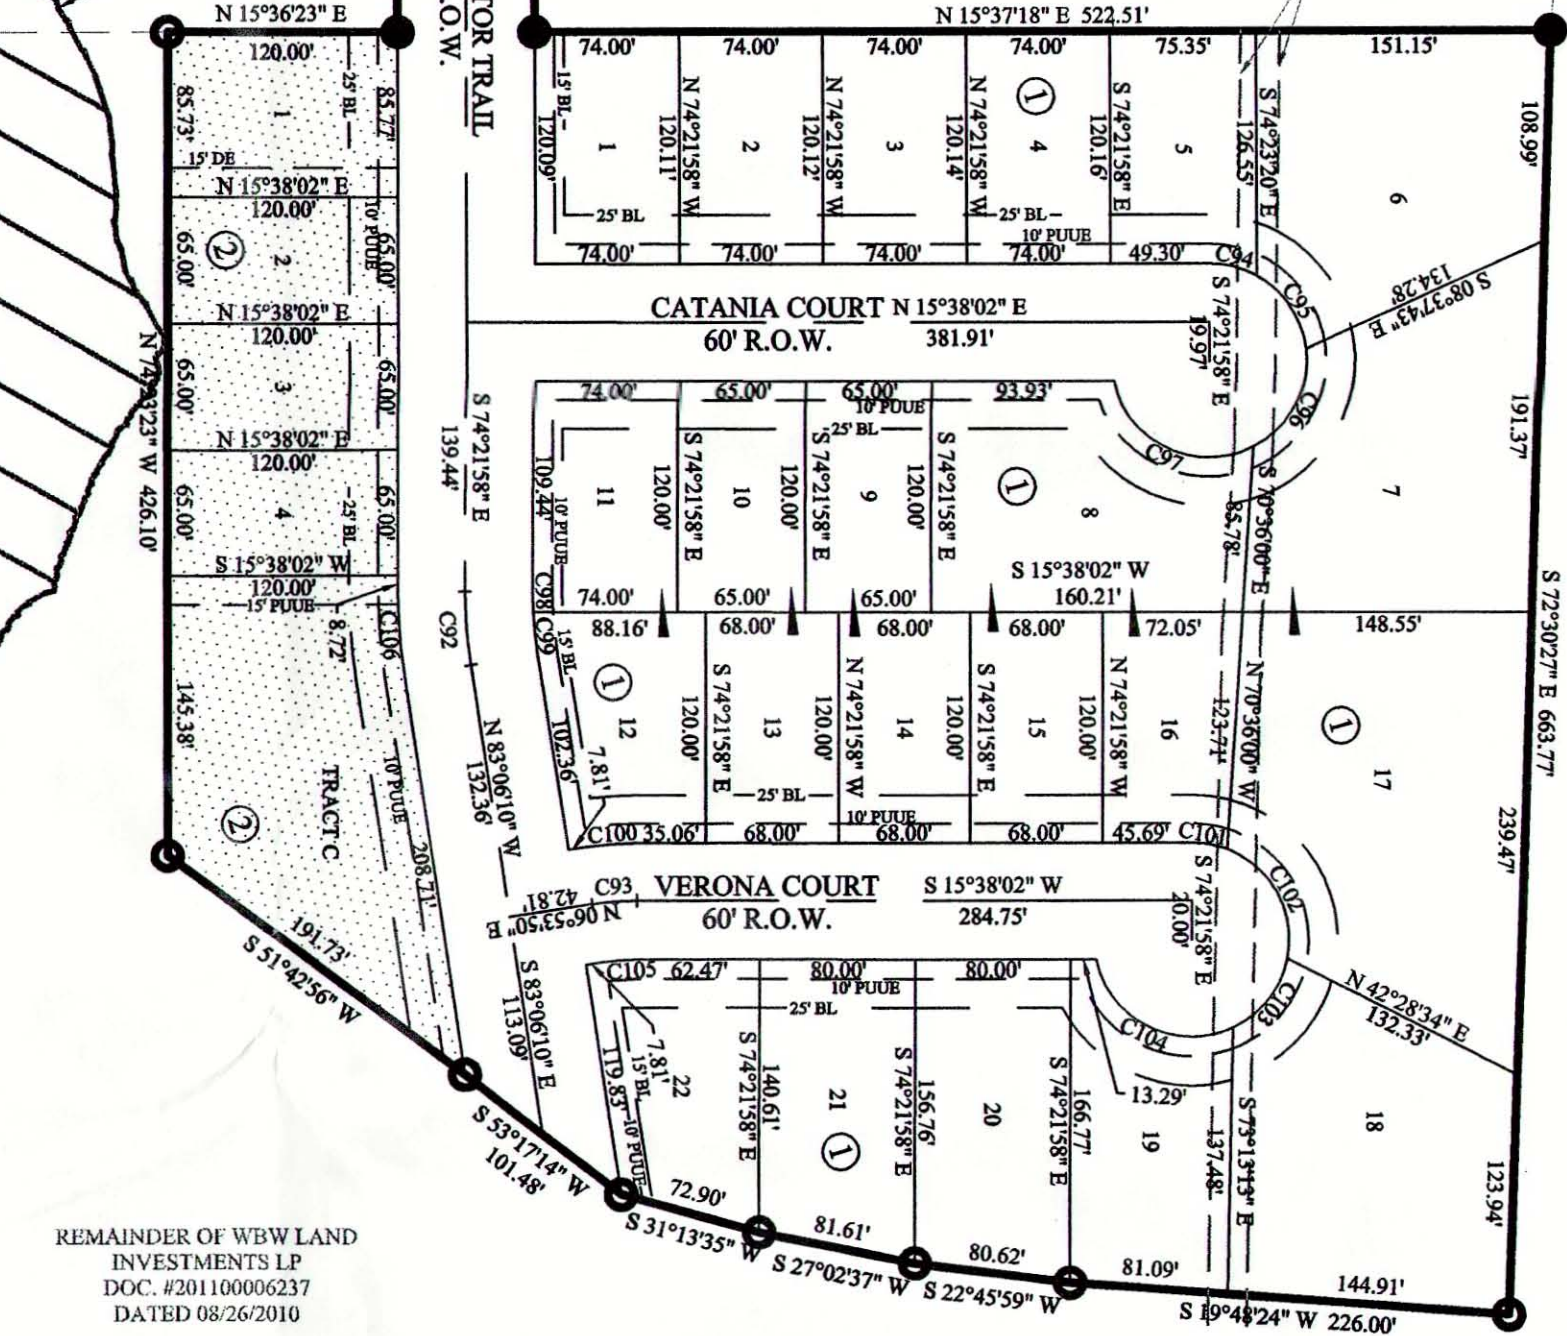 N 15°36'23" E
120.00'
N 15°37'18" E 522.51'
74.00'
74.00'
74.00'
74.00'
75.35'
151.15'
TOR TRAIL
R.O.W.
85.73'
1
25' BL
85.77'
15' DE
N 15°38'02" E
120.00'
65.00'
2
2
10' PUUE
65.00'
N 15°38'02" E
120.00'
65.00'
3
65.00'
N 15°38'02" E
120.00'
65.00'
4
25' BL
65.00'
S 15°38'02" W
120.00'
15' PUUE
8.72'
C106
N 74°23'23" W 426.10'
145.38'
TRACT C
2
10' PUUE
208.71'
191.73'
S 51°42'56" W
15' BL
120.09'
1
120.11'
N 74°21'58" W
2
120.12'
N 74°21'58" W
3
120.14'
N 74°21'58" W
1
4
120.16'
S 74°21'58" E
5
126.55'
S 74°23'20" E
6
108.99'
25' BL
25' BL
10' PUUE
74.00'
74.00'
74.00'
74.00'
49.30'
C94
C95
S 08°37'43" E
134.28'
CATANIA COURT N 15°38'02" E
60' R.O.W. 381.91'
S 74°21'58" E
19.97'
C96
C97
191.37'
S 74°21'58" E
139.44'
74.00'
65.00'
65.00'
93.93'
10' PUUE
25' BL
109.44'
10' PUUE
11
120.00'
S 74°21'58" E
10
120.00'
S 74°21'58" E
9
120.00'
S 74°21'58" E
1
8
85.78'
S 70°36'00" E
7
S 15°38'02" W
160.21'
74.00'
65.00'
65.00'
C98
C99
C92
88.16'
68.00'
68.00'
68.00'
72.05'
148.55'
S 72°30'27" E 663.77'
15' BL
1
12
102.36'
7.81'
120.00'
S 74°21'58" E
13
120.00'
N 74°21'58" W
14
120.00'
S 74°21'58" E
15
120.00'
N 74°21'58" W
16
123.71'
N 70°36'00" W
1
17
239.47'
N 83°06'10" W
132.36'
25' BL
10' PUUE
C100 35.06'
68.00'
68.00'
68.00'
45.69'
C101
C102
N 06°53'50" E
42.81'
C93
VERONA COURT S 15°38'02" W
60' R.O.W. 284.75'
S 74°21'58" E
20.00'
C103
C104
N 42°28'34" E
132.33'
S 83°06'10" E
113.09'
C105
62.47'
80.00'
80.00'
10' PUUE
25' BL
7.81'
119.83'
15' BL
10' PUUE
22
S 74°21'58" E
140.61'
21
1
S 74°21'58" E
156.76'
20
S 74°21'58" E
166.77'
13.29'
19
137.48'
S 73°13'13" E
18
123.94'
S 53°17'14" W
101.48'
72.90'
S 31°13'35" W
81.61'
S 27°02'37" W
80.62'
S 22°45'59" W
81.09'
144.91'
S 19°48'24" W 226.00'
REMAINDER OF WBW LAND
INVESTMENTS LP
DOC. #201100006237
DATED 08/26/2010